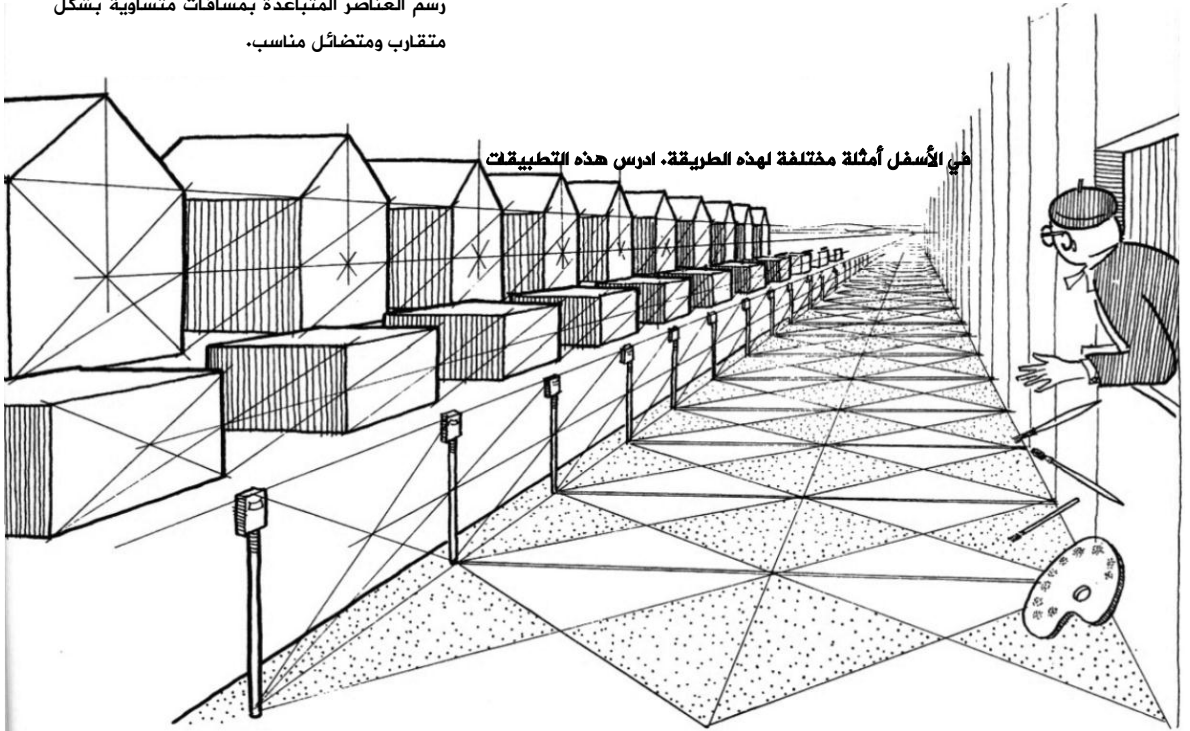 رسم العناصر المتباعدة بمسافات متساوية بشكل
متقارب ومتضائل مناسب.
في الأسفل أمثلة مختلفة لهذه الطريقة. ادرس هذه التطبيقات